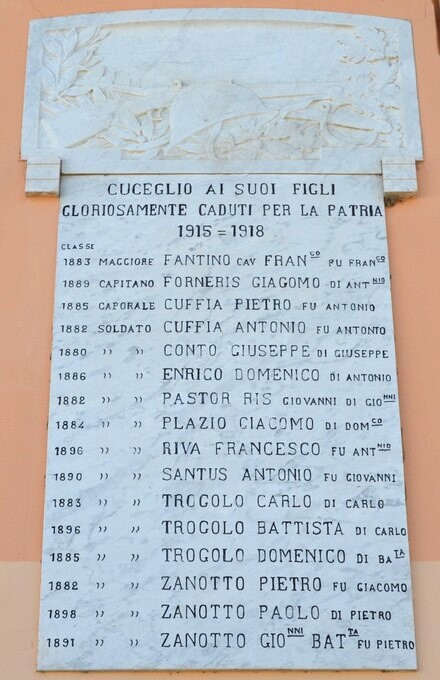 CUCEGLIO AI SUOI FIGLI
GLORIOSAMENTE CADUTI PER LA PATRIA
1915=1918
CLASSE
1883 MAGGIORE FANTINO CAV FRANCO FU FRANCO
1889 CAPITANO FORNERIS GIAGOMO DI ANTNIO
1885 CAPORALE CUFFIA PIETRO FU ANTONIO
1882 SOLDATO CUFFIA ANTONIO FU ANTONTO
1880 " " CONTO GIUSEPPE DI GIUSEPPE
1886 " " ENRICO DOMENICO DI ANTONIO
1882 " " PASTOR RIS GIOVANNI DI GIONNI
1884 " " PLAZIO GIACOMO DI DOMCO
1896 " " RIVA FRANCESCO FU ANTNIO
1890 " " SANTUS ANTONIO FU GIOVANNI
1883 " " TROGOLO CARLO DI CARLO
1896 " " TROGOLO BATTISTA DI CARLO
1885 " " TROGOLO DOMENICO DI BATA
1882 " " ZANOTTO PIETRO FU GIACOMO
1898 " " ZANOTTO PAOLO DI PIETRO
1891 " " ZANOTTO GIONNI BATTA FU PIETRO